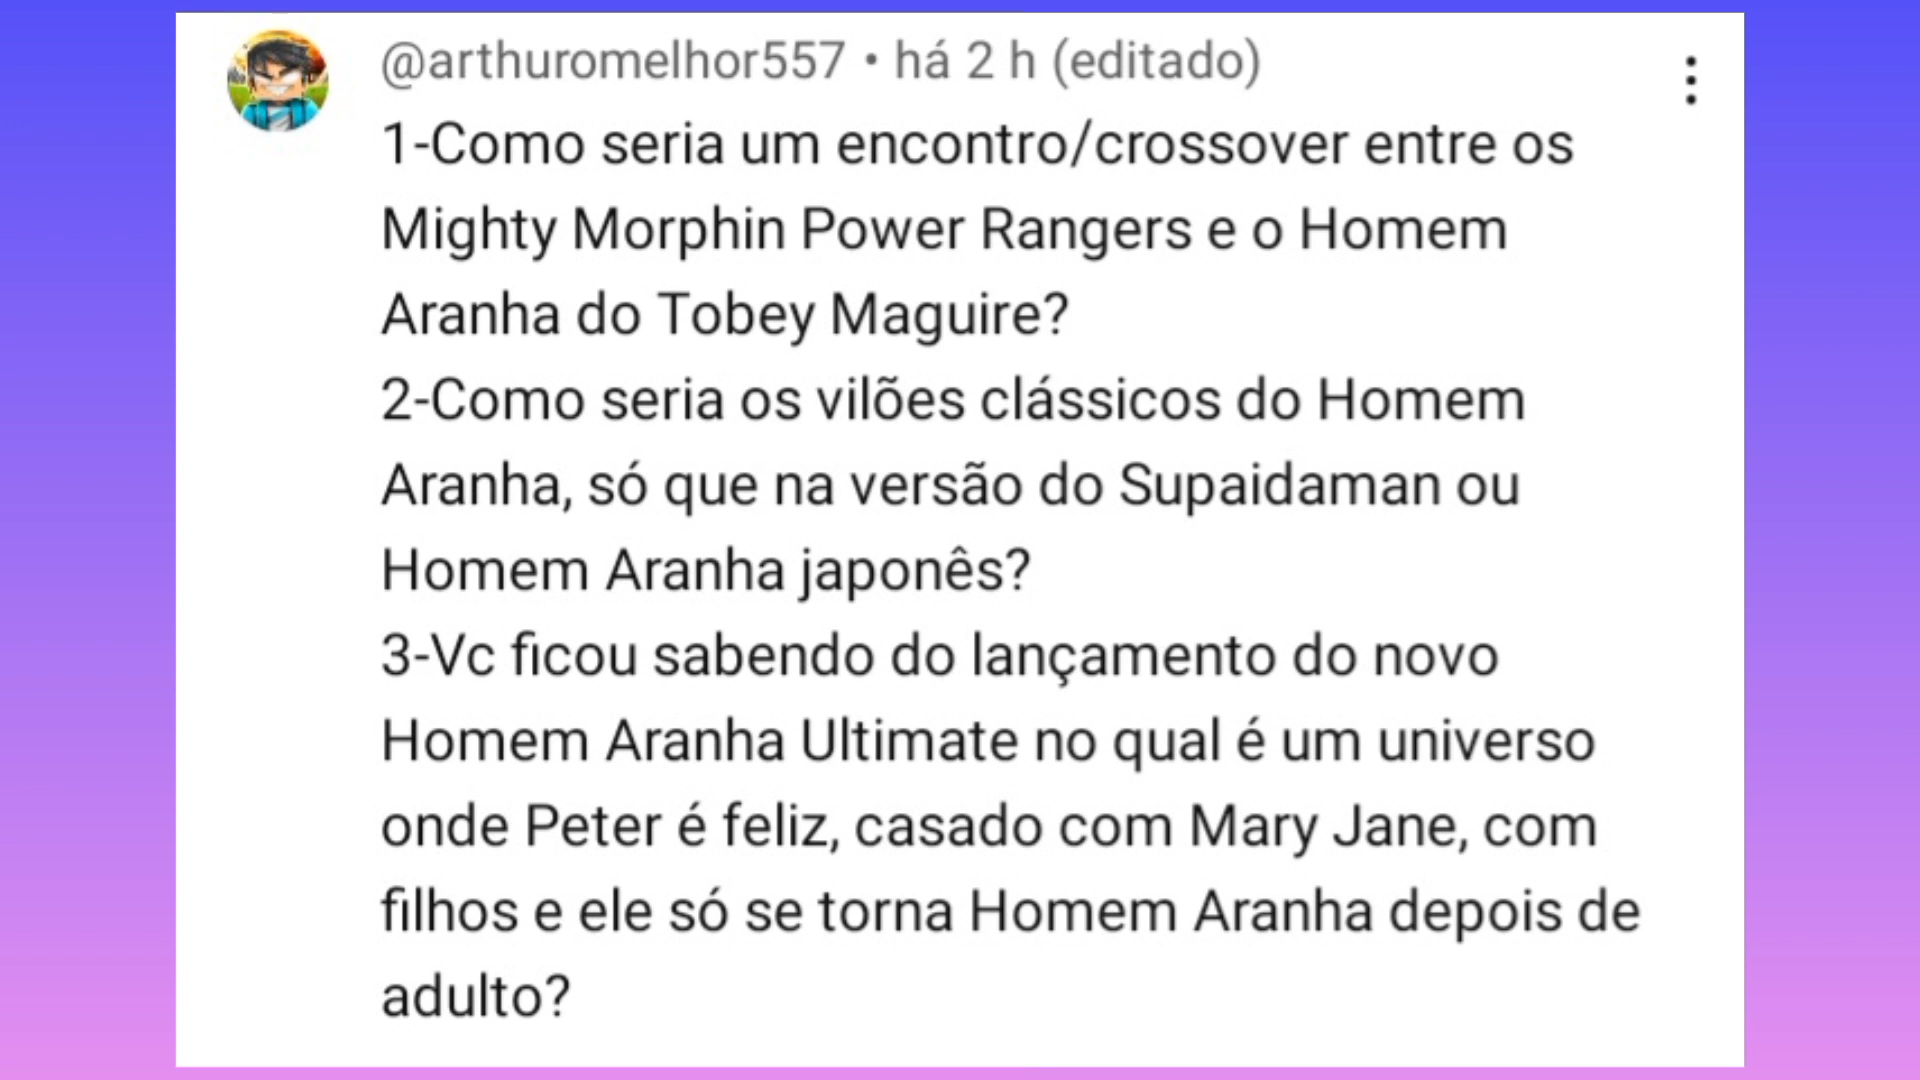 @arthuromelhor557 • há 2 h (editado)
1-Como seria um encontro/crossover entre os
Mighty Morphin Power Rangers e o Homem
Aranha do Tobey Maguire?
2-Como seria os vilões clássicos do Homem
Aranha, só que na versão do Supaidaman ou
Homem Aranha japonês?
3-Vc ficou sabendo do lançamento do novo
Homem Aranha Ultimate no qual é um universo
onde Peter é feliz, casado com Mary Jane, com
filhos e ele só se torna Homem Aranha depois de
adulto?